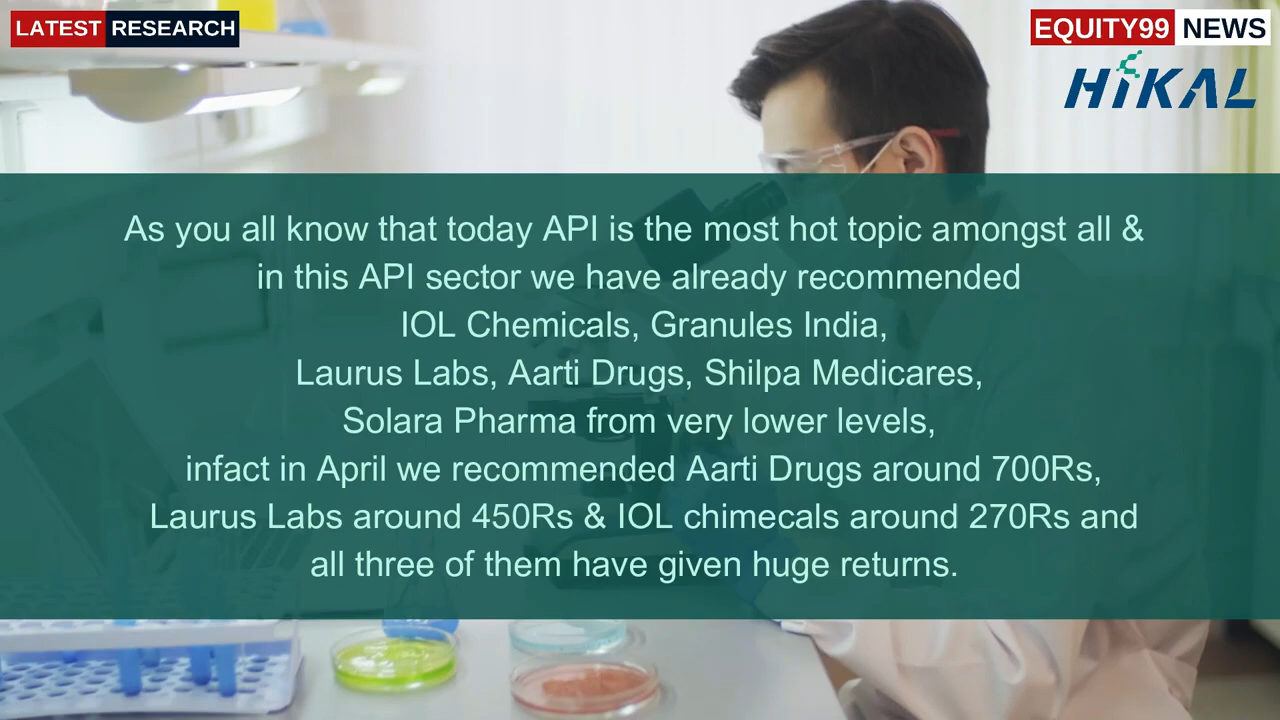 LATEST RESEARCH
EQUITY99 NEWS
HiKAL
As you all know that today API is the most hot topic amongst all &
in this API sector we have already recommended
IOL Chemicals, Granules India,
Laurus Labs, Aarti Drugs, Shilpa Medicares,
Solara Pharma from very lower levels,
infact in April we recommended Aarti Drugs around 700Rs,
Laurus Labs around 450Rs & IOL chimecals around 270Rs and
all three of them have given huge returns.